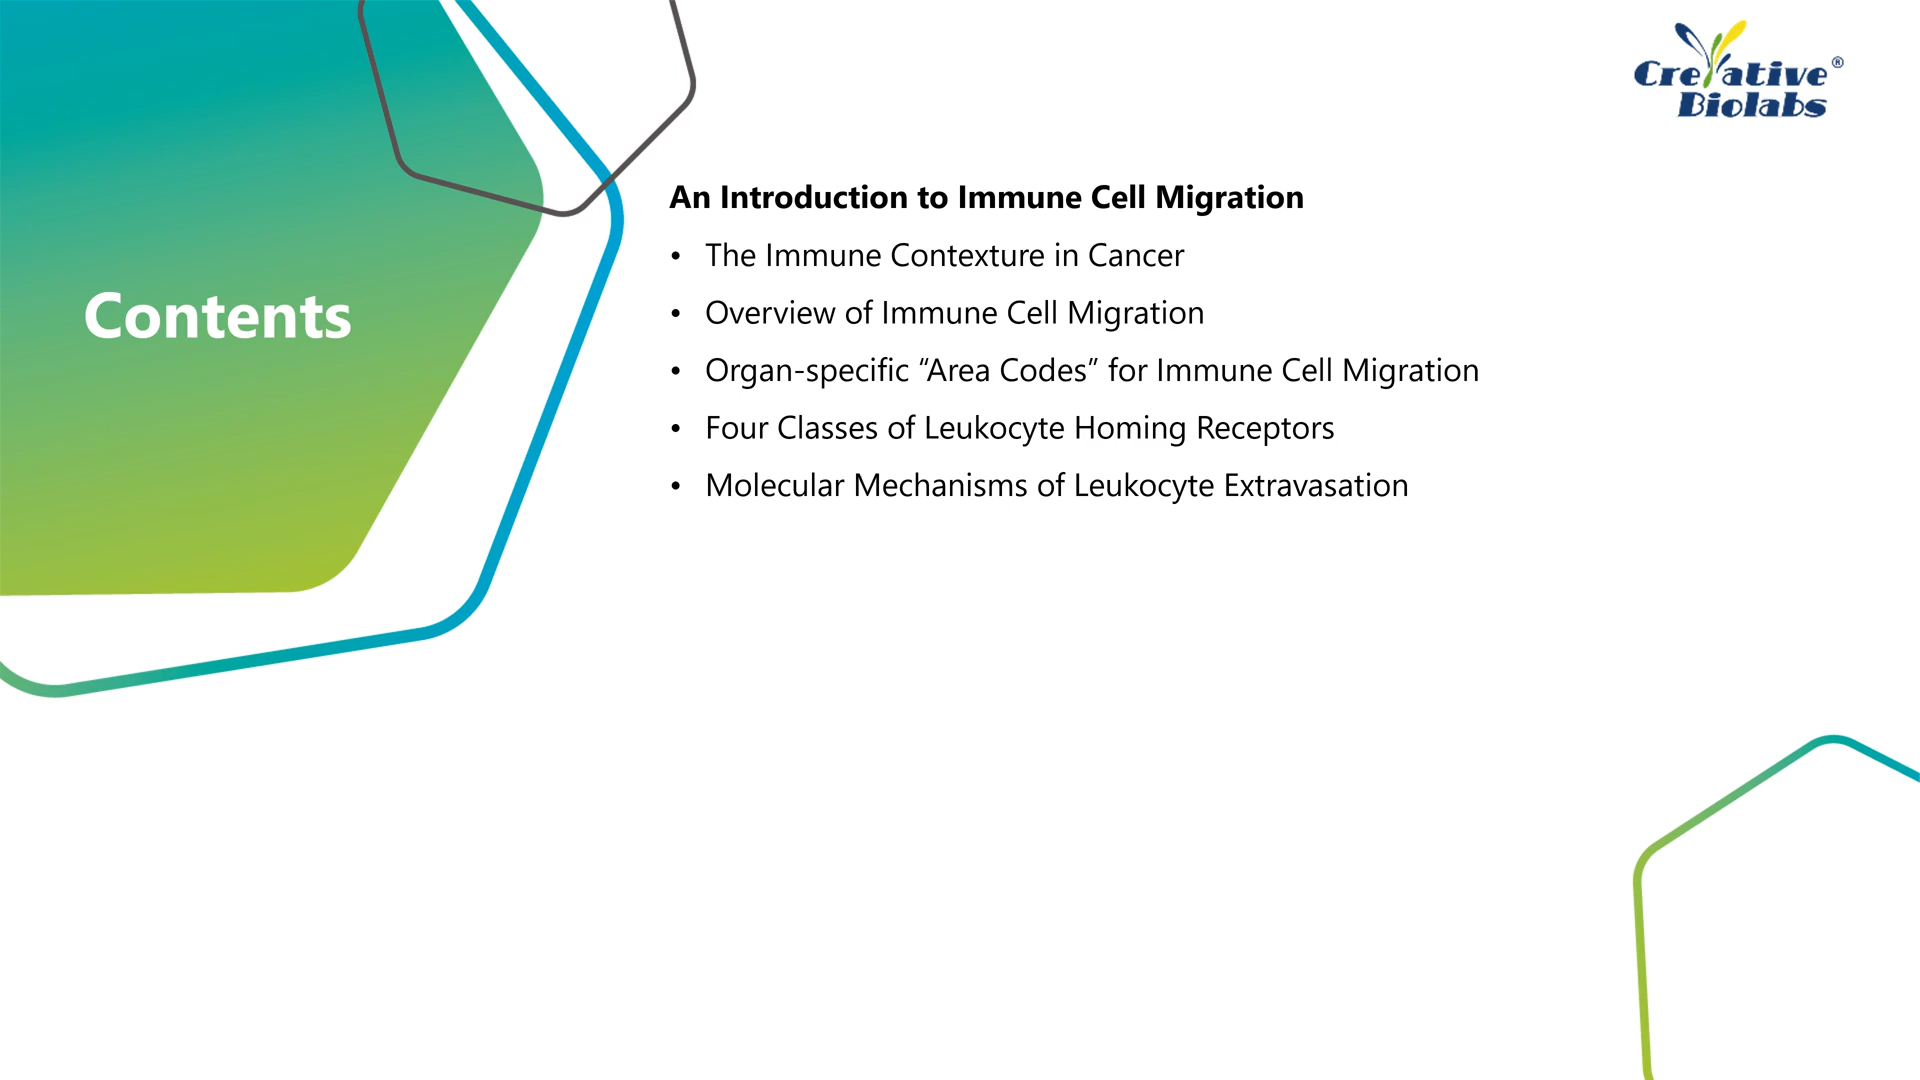 Creative®
Biolabs
An Introduction to Immune Cell Migration
• The Immune Contexture in Cancer
• Overview of Immune Cell Migration
Contents
• Organ-specific “Area Codes” for Immune Cell Migration
• Four Classes of Leukocyte Homing Receptors
• Molecular Mechanisms of Leukocyte Extravasation